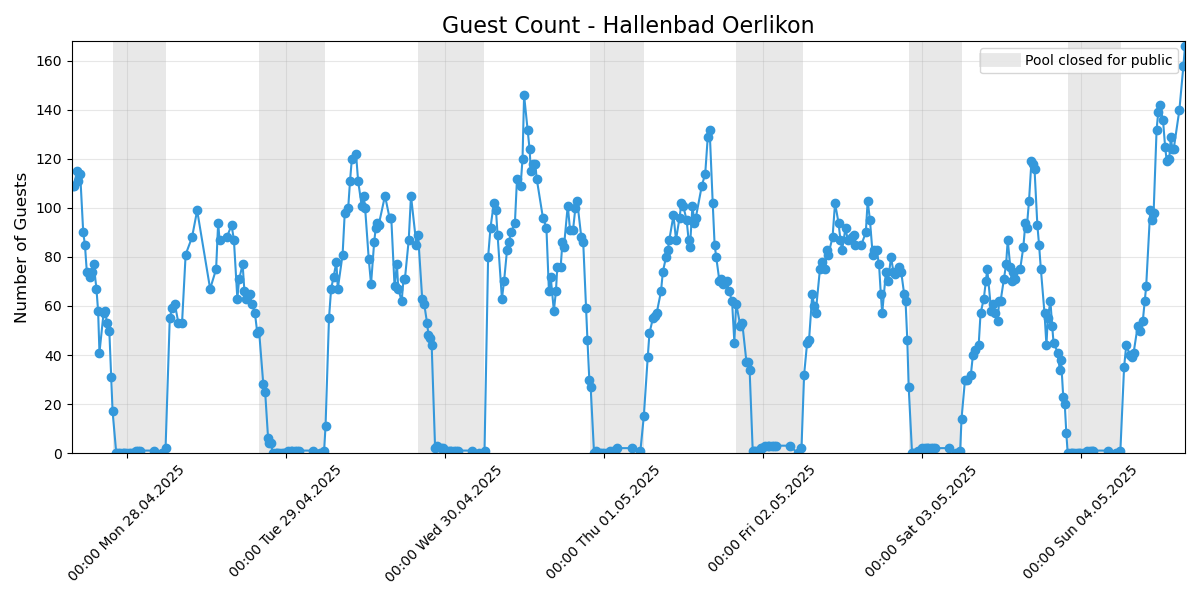 Guest Count - Hallenbad Oerlikon
Pool closed for public
Number of Guests
160
140
120
100
80
60
40
20
0
00:00 Mon 28.04.2025
00:00 Tue 29.04.2025
00:00 Wed 30.04.2025
00:00 Thu 01.05.2025
00:00 Fri 02.05.2025
00:00 Sat 03.05.2025
00:00 Sun 04.05.2025